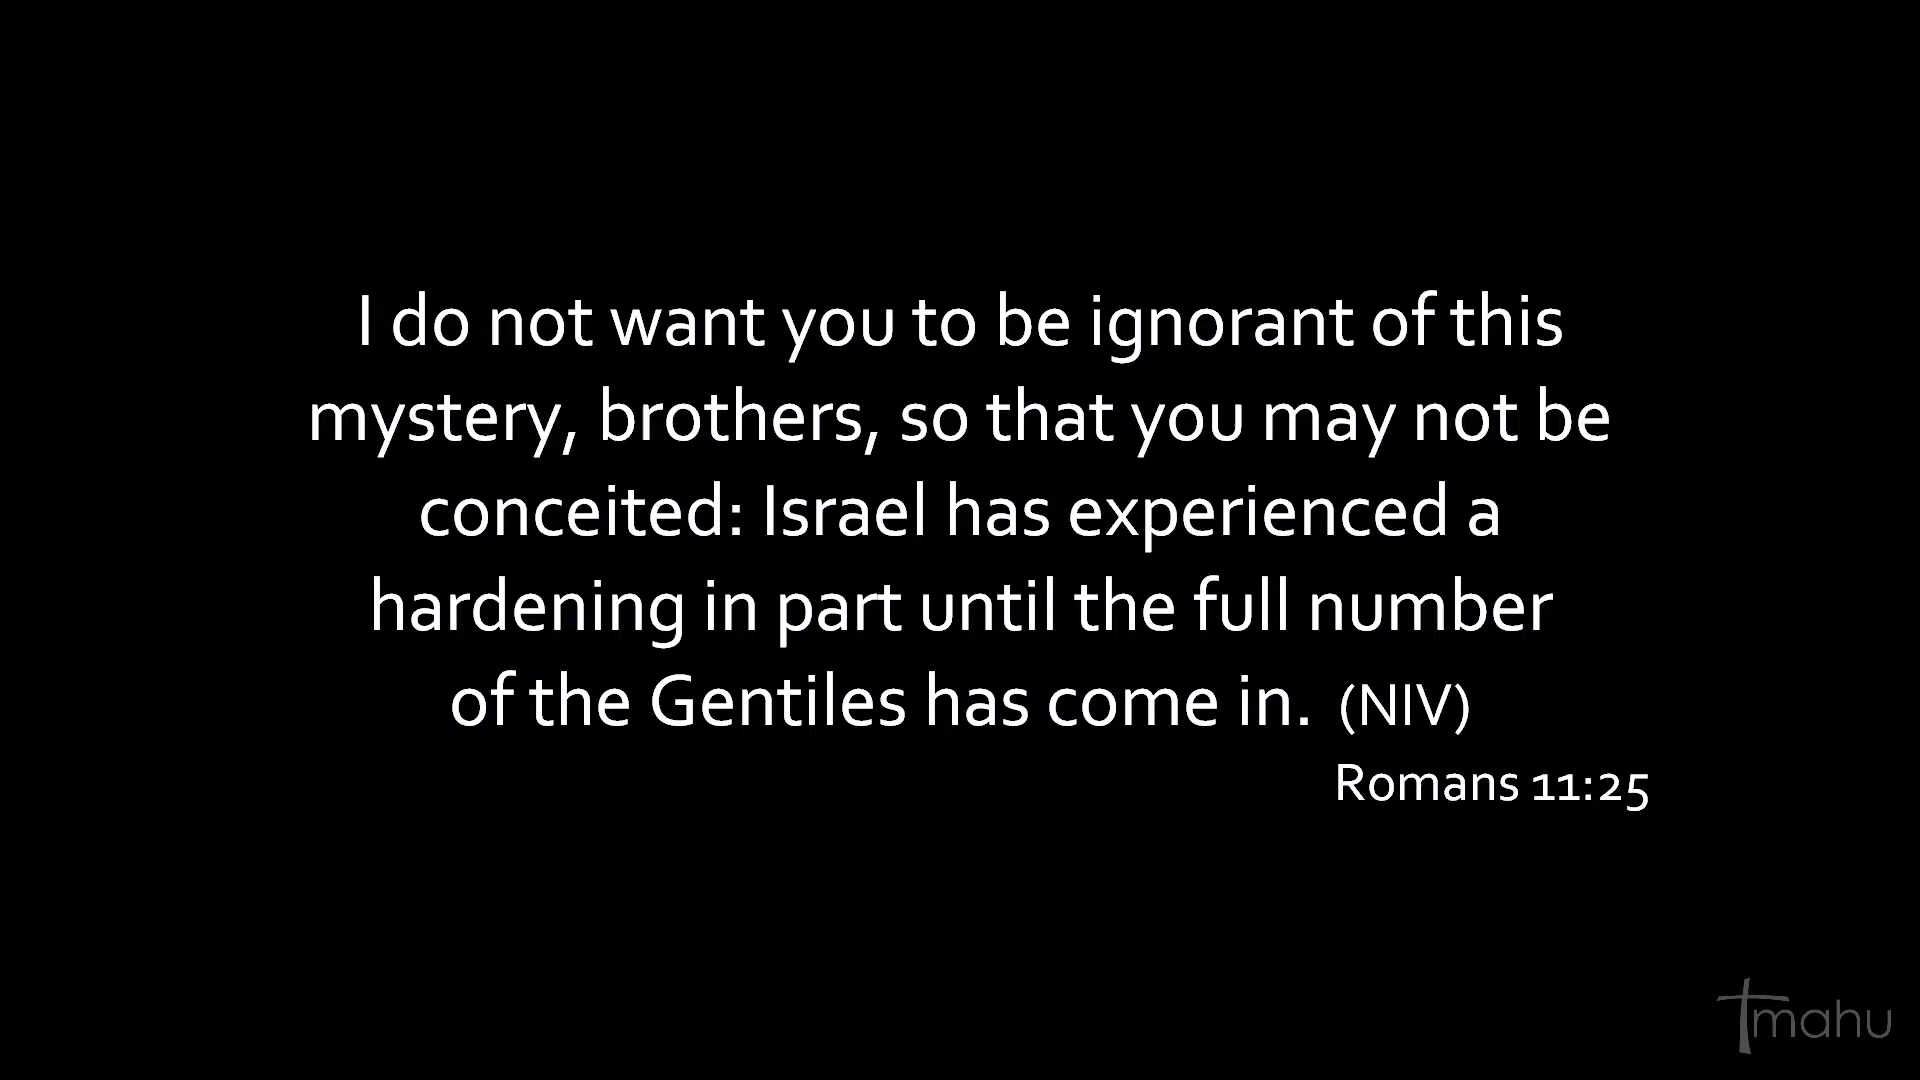 I do not want you to be ignorant of this
mystery, brothers, so that you may not be
conceited: Israel has experienced a
hardening in part until the full number
of the Gentiles has come in. (NIV)
Romans 11:25
mahu